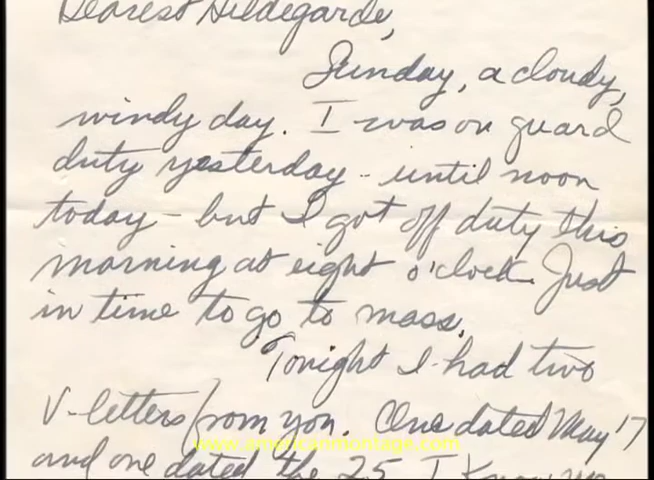 Dearest Hildegarde,
Sunday, a cloudy,
windy day. I was on guard
duty yesterday - until noon
today - but I got off duty this
morning at eight o'clock. Just
in time to go to mass.
Tonight I had two
V-letters from you. One dated May 17
www.americanmontage.com
and one dated the 25 I know